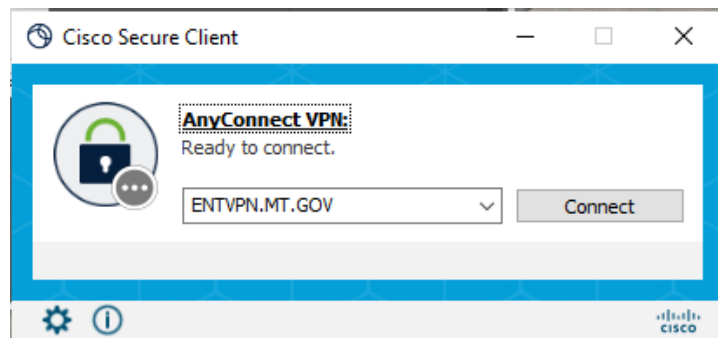 Cisco Secure Client
AnyConnect VPN:
Ready to connect.
ENTVPN.MT.GOV
Connect
cisco